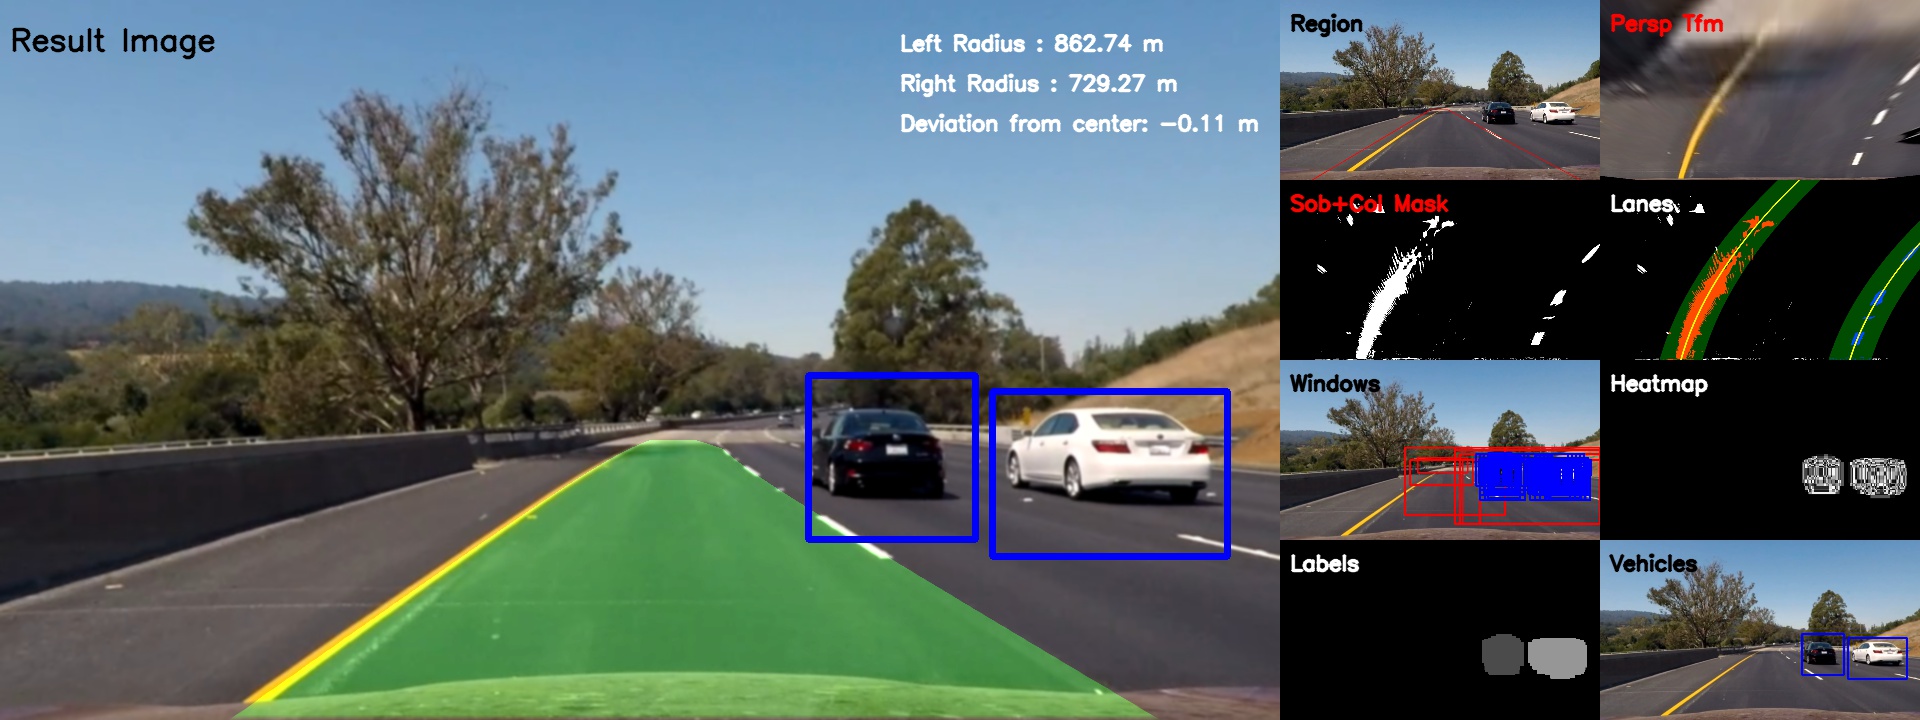 Result Image
Left Radius : 862.74 m
Right Radius : 729.27 m
Deviation from center: -0.11 m
Region
Persp Tfm
Sob+Col Mask
Lanes
Windows
Heatmap
Labels
Vehicles